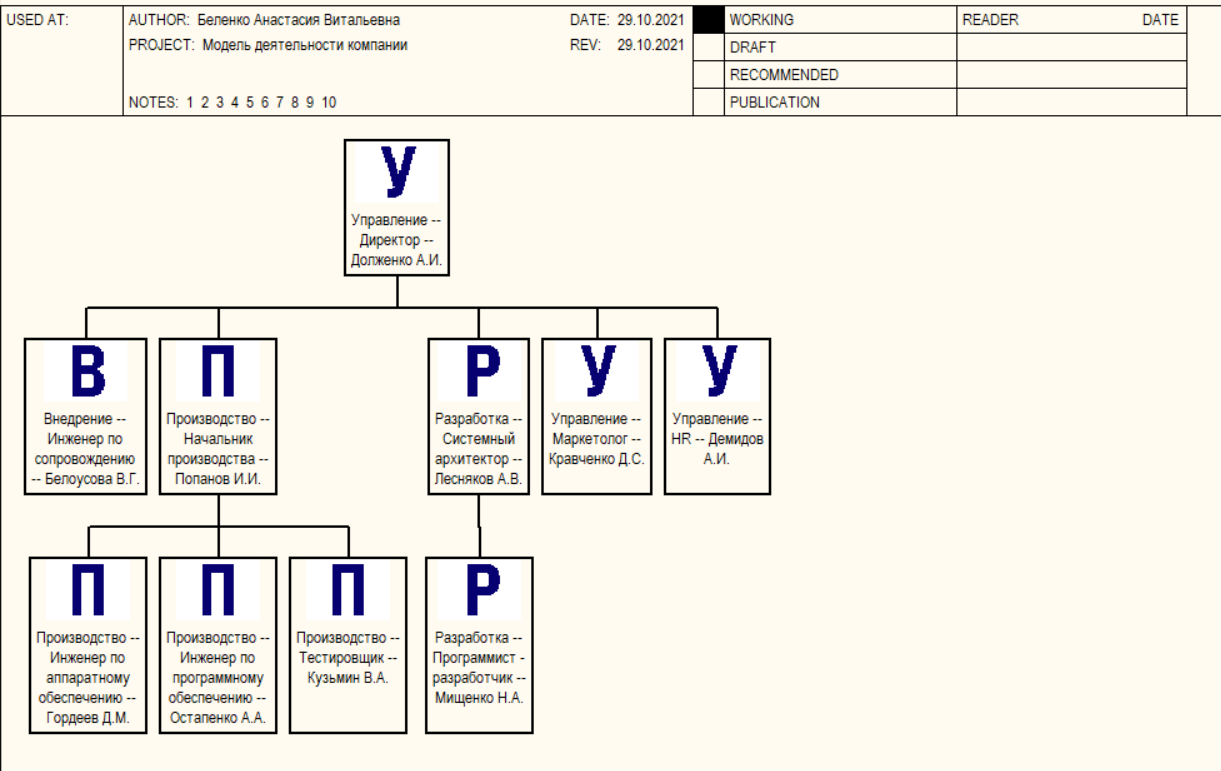 USED AT:
AUTHOR: Беленко Анастасия Витальевна
DATE: 29.10.2021
WORKING
READER
DATE
PROJECT: Модель деятельности компании
REV: 29.10.2021
DRAFT
RECOMMENDED
NOTES: 1 2 3 4 5 6 7 8 9 10
PUBLICATION
У
Управление --
Директор --
Долженко А.И.
В
Внедрение --
Инженер по
сопровождению
-- Белоусова В.Г.
П
Производство --
Начальник
производства --
Попанов И.И.
Р
Разработка --
Системный
архитектор --
Лесняков А.В.
У
Управление --
Маркетолог --
Кравченко Д.С.
У
Управление --
HR -- Демидов
А.И.
П
Производство --
Инженер по
аппаратному
обеспечению --
Гордеев Д.М.
П
Производство --
Инженер по
программному
обеспечению --
Остапенко А.А.
П
Производство --
Тестировщик --
Кузьмин В.А.
Р
Разработка --
Программист -
разработчик --
Мищенко Н.А.